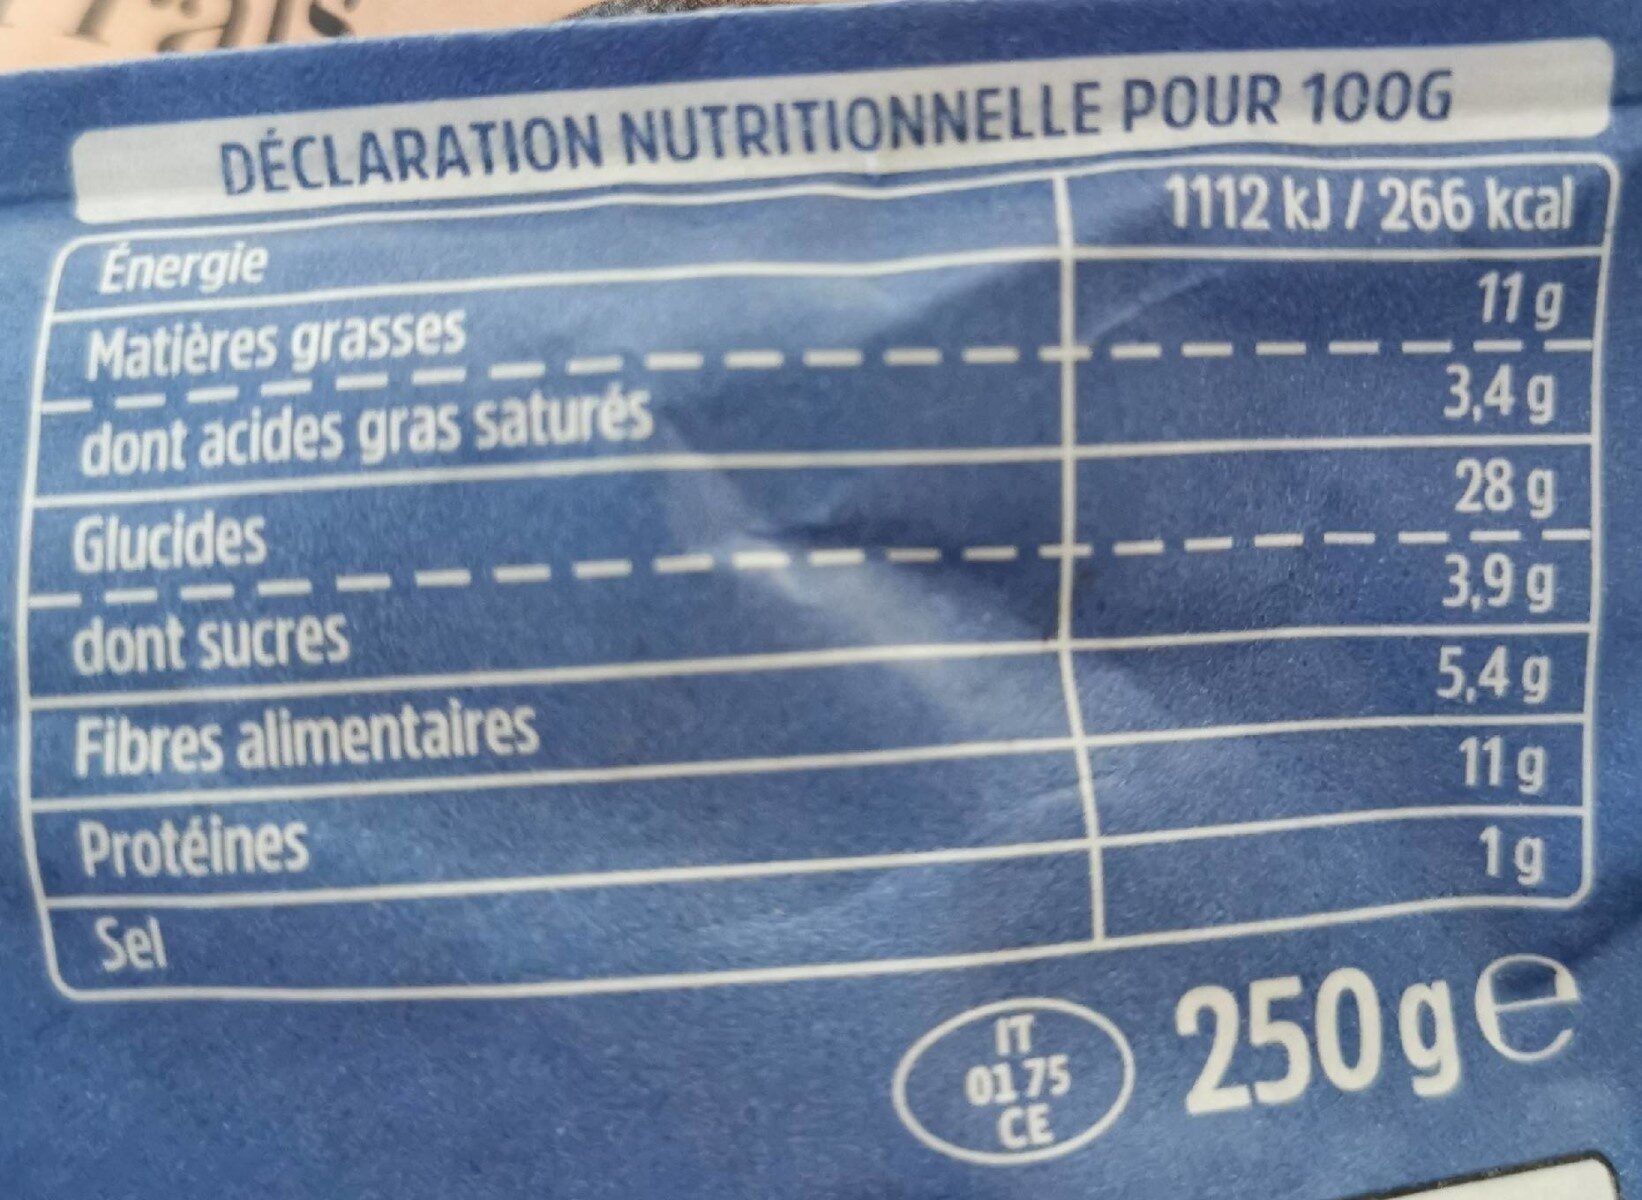 DÉCLARATION NUTRITIONNELLE POUR 100G
Énergie 1112 kJ / 266 kcal
Matières grasses 11 g
dont acides gras saturés 3,4 g
Glucides 28 g
dont sucres 3,9 g
Fibres alimentaires 5,4 g
Protéines 11 g
Sel 1 g
IT
01 75
CE
250 g e